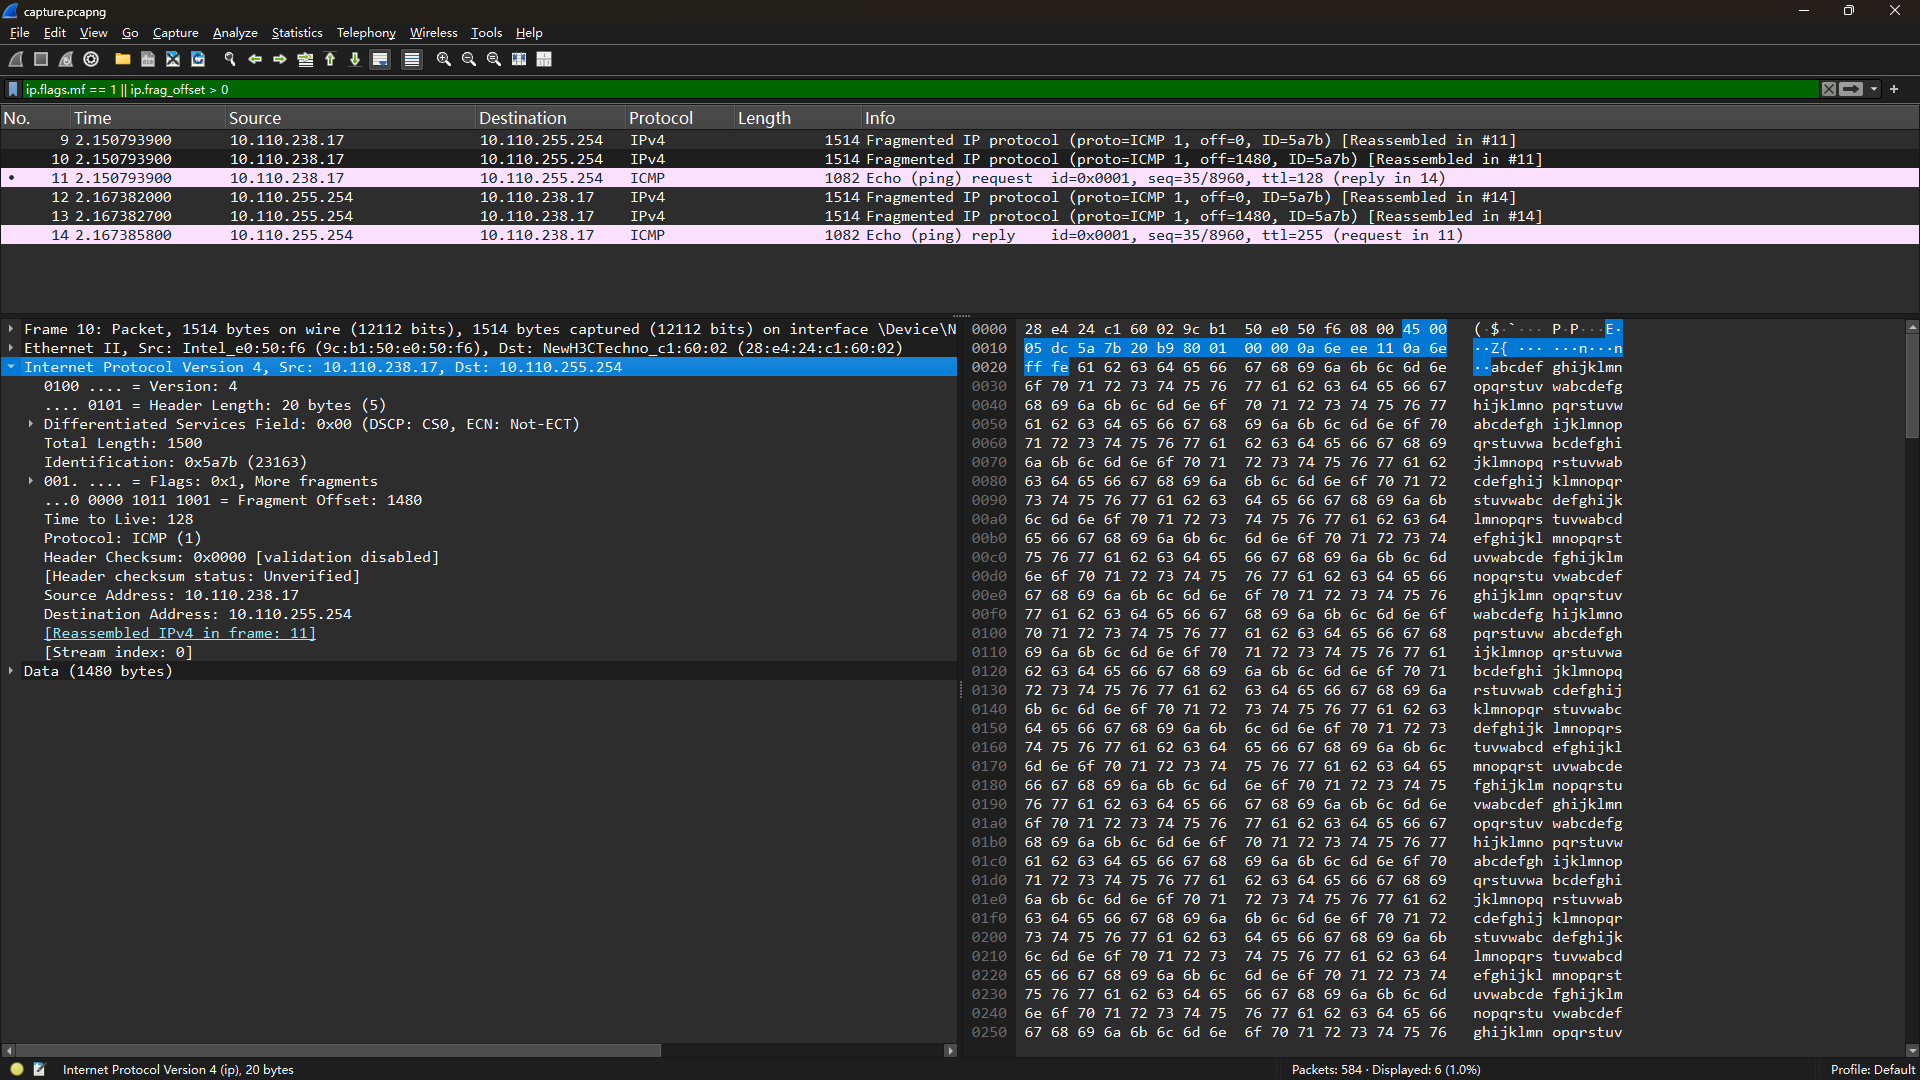 capture.pcapng
File Edit View Go Capture Analyze Statistics Telephony Wireless Tools Help
ip.flags.mf == 1 || ip.frag_offset > 0
No. Time Source Destination Protocol Length Info
9 2.150793900 10.110.238.17 10.110.255.254 IPv4 1514 Fragmented IP protocol (proto=ICMP 1, off=0, ID=5a7b) [Reassembled in #11]
10 2.150793900 10.110.238.17 10.110.255.254 IPv4 1514 Fragmented IP protocol (proto=ICMP 1, off=1480, ID=5a7b) [Reassembled in #11]
11 2.150793900 10.110.238.17 10.110.255.254 ICMP 1082 Echo (ping) request id=0x0001, seq=35/8960, ttl=128 (reply in 14)
12 2.167382000 10.110.255.254 10.110.238.17 IPv4 1514 Fragmented IP protocol (proto=ICMP 1, off=0, ID=5a7b) [Reassembled in #14]
13 2.167382700 10.110.255.254 10.110.238.17 IPv4 1514 Fragmented IP protocol (proto=ICMP 1, off=1480, ID=5a7b) [Reassembled in #14]
14 2.167385800 10.110.255.254 10.110.238.17 ICMP 1082 Echo (ping) reply id=0x0001, seq=35/8960, ttl=255 (request in 11)
Frame 10: Packet, 1514 bytes on wire (12112 bits), 1514 bytes captured (12112 bits) on interface \Device\N
Ethernet II, Src: Intel_e0:50:f6 (9c:b1:50:e0:50:f6), Dst: NewH3CTechno_c1:60:02 (28:e4:24:c1:60:02)
Internet Protocol Version 4, Src: 10.110.238.17, Dst: 10.110.255.254
0100 .... = Version: 4
.... 0101 = Header Length: 20 bytes (5)
Differentiated Services Field: 0x00 (DSCP: CS0, ECN: Not-ECT)
Total Length: 1500
Identification: 0x5a7b (23163)
001. .... = Flags: 0x1, More fragments
...0 0000 1011 1001 = Fragment Offset: 1480
Time to Live: 128
Protocol: ICMP (1)
Header Checksum: 0x0000 [validation disabled]
[Header checksum status: Unverified]
Source Address: 10.110.238.17
Destination Address: 10.110.255.254
[Reassembled IPv4 in frame: 11]
[Stream index: 0]
Data (1480 bytes)
0000 28 e4 24 c1 60 02 9c b1 50 e0 50 f6 08 00 45 00 (·$·`··· P·P···E·
0010 05 dc 5a 7b 20 b9 80 01 00 00 0a 6e ee 11 0a 6e ··Z{ ··· ···n···n
0020 ff fe 61 62 63 64 65 66 67 68 69 6a 6b 6c 6d 6e ··abcdef ghijklmn
0030 6f 70 71 72 73 74 75 76 77 61 62 63 64 65 66 67 opqrstuv wabcdefg
0040 68 69 6a 6b 6c 6d 6e 6f 70 71 72 73 74 75 76 77 hijklmno pqrstuvw
0050 61 62 63 64 65 66 67 68 69 6a 6b 6c 6d 6e 6f 70 abcdefgh ijklmnop
0060 71 72 73 74 75 76 77 61 62 63 64 65 66 67 68 69 qrstuvwa bcdefghi
0070 6a 6b 6c 6d 6e 6f 70 71 72 73 74 75 76 77 61 62 jklmnopq rstuvwab
0080 63 64 65 66 67 68 69 6a 6b 6c 6d 6e 6f 70 71 72 cdefghij klmnopqr
0090 73 74 75 76 77 61 62 63 64 65 66 67 68 69 6a 6b stuvwabc defghijk
00a0 6c 6d 6e 6f 70 71 72 73 74 75 76 77 61 62 63 64 lmnopqrs tuvwabcd
00b0 65 66 67 68 69 6a 6b 6c 6d 6e 6f 70 71 72 73 74 efghijkl mnopqrst
00c0 75 76 77 61 62 63 64 65 66 67 68 69 6a 6b 6c 6d uvwabcde fghijklm
00d0 6e 6f 70 71 72 73 74 75 76 77 61 62 63 64 65 66 nopqrstu vwabcdef
00e0 67 68 69 6a 6b 6c 6d 6e 6f 70 71 72 73 74 75 76 ghijklmn opqrstuv
00f0 77 61 62 63 64 65 66 67 68 69 6a 6b 6c 6d 6e 6f wabcdefg hijklmno
0100 70 71 72 73 74 75 76 77 61 62 63 64 65 66 67 68 pqrstuvw abcdefgh
0110 69 6a 6b 6c 6d 6e 6f 70 71 72 73 74 75 76 77 61 ijklmnop qrstuvwa
0120 62 63 64 65 66 67 68 69 6a 6b 6c 6d 6e 6f 70 71 bcdefghi jklmnopq
0130 72 73 74 75 76 77 61 62 63 64 65 66 67 68 69 6a rstuvwab cdefghij
0140 6b 6c 6d 6e 6f 70 71 72 73 74 75 76 77 61 62 63 klmnopqr stuvwabc
0150 64 65 66 67 68 69 6a 6b 6c 6d 6e 6f 70 71 72 73 defghijk lmnopqrs
0160 74 75 76 77 61 62 63 64 65 66 67 68 69 6a 6b 6c tuvwabcd efghijkl
0170 6d 6e 6f 70 71 72 73 74 75 76 77 61 62 63 64 65 mnopqrst uvwabcde
0180 66 67 68 69 6a 6b 6c 6d 6e 6f 70 71 72 73 74 75 fghijklm nopqrstu
0190 76 77 61 62 63 64 65 66 67 68 69 6a 6b 6c 6d 6e vwabcdef ghijklmn
01a0 6f 70 71 72 73 74 75 76 77 61 62 63 64 65 66 67 opqrstuv wabcdefg
01b0 68 69 6a 6b 6c 6d 6e 6f 70 71 72 73 74 75 76 77 hijklmno pqrstuvw
01c0 61 62 63 64 65 66 67 68 69 6a 6b 6c 6d 6e 6f 70 abcdefgh ijklmnop
01d0 71 72 73 74 75 76 77 61 62 63 64 65 66 67 68 69 qrstuvwa bcdefghi
01e0 6a 6b 6c 6d 6e 6f 70 71 72 73 74 75 76 77 61 62 jklmnopq rstuvwab
01f0 63 64 65 66 67 68 69 6a 6b 6c 6d 6e 6f 70 71 72 cdefghij klmnopqr
0200 73 74 75 76 77 61 62 63 64 65 66 67 68 69 6a 6b stuvwabc defghijk
0210 6c 6d 6e 6f 70 71 72 73 74 75 76 77 61 62 63 64 lmnopqrs tuvwabcd
0220 65 66 67 68 69 6a 6b 6c 6d 6e 6f 70 71 72 73 74 efghijkl mnopqrst
0230 75 76 77 61 62 63 64 65 66 67 68 69 6a 6b 6c 6d uvwabcde fghijklm
0240 6e 6f 70 71 72 73 74 75 76 77 61 62 63 64 65 66 nopqrstu vwabcdef
0250 67 68 69 6a 6b 6c 6d 6e 6f 70 71 72 73 74 75 76 ghijklmn opqrstuv
Internet Protocol Version 4 (ip), 20 bytes
Packets: 584 · Displayed: 6 (1.0%)
Profile: Default